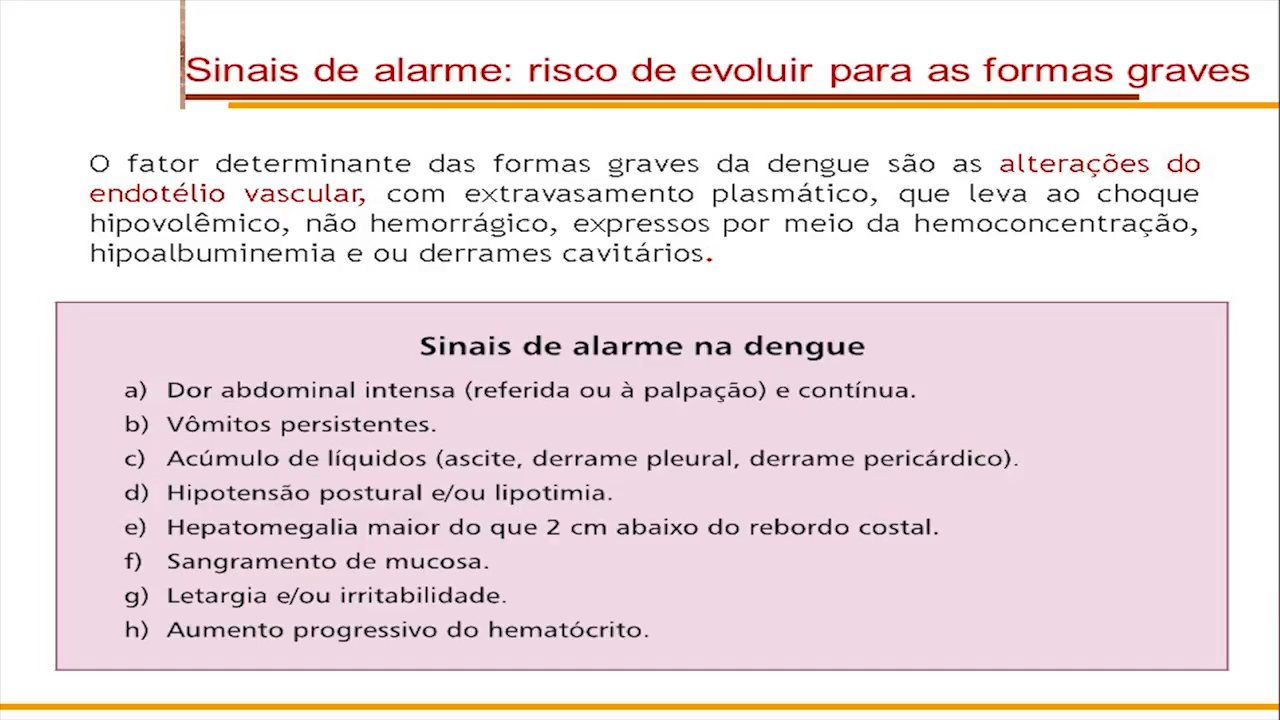 Sinais de alarme: risco de evoluir para as formas graves
O fator determinante das formas graves da dengue são as alterações do
endotélio vascular, com extravasamento plasmático, que leva ao choque
hipovolêmico, não hemorrágico, expressos por meio da hemoconcentração,
hipoalbuminemia e ou derrames cavitários.
Sinais de alarme na dengue
a) Dor abdominal intensa (referida ou à palpação) e contínua.
b) Vômitos persistentes.
c) Acúmulo de líquidos (ascite, derrame pleural, derrame pericárdico).
d) Hipotensão postural e/ou lipotimia.
e) Hepatomegalia maior do que 2 cm abaixo do rebordo costal.
f) Sangramento de mucosa.
g) Letargia e/ou irritabilidade.
h) Aumento progressivo do hematócrito.